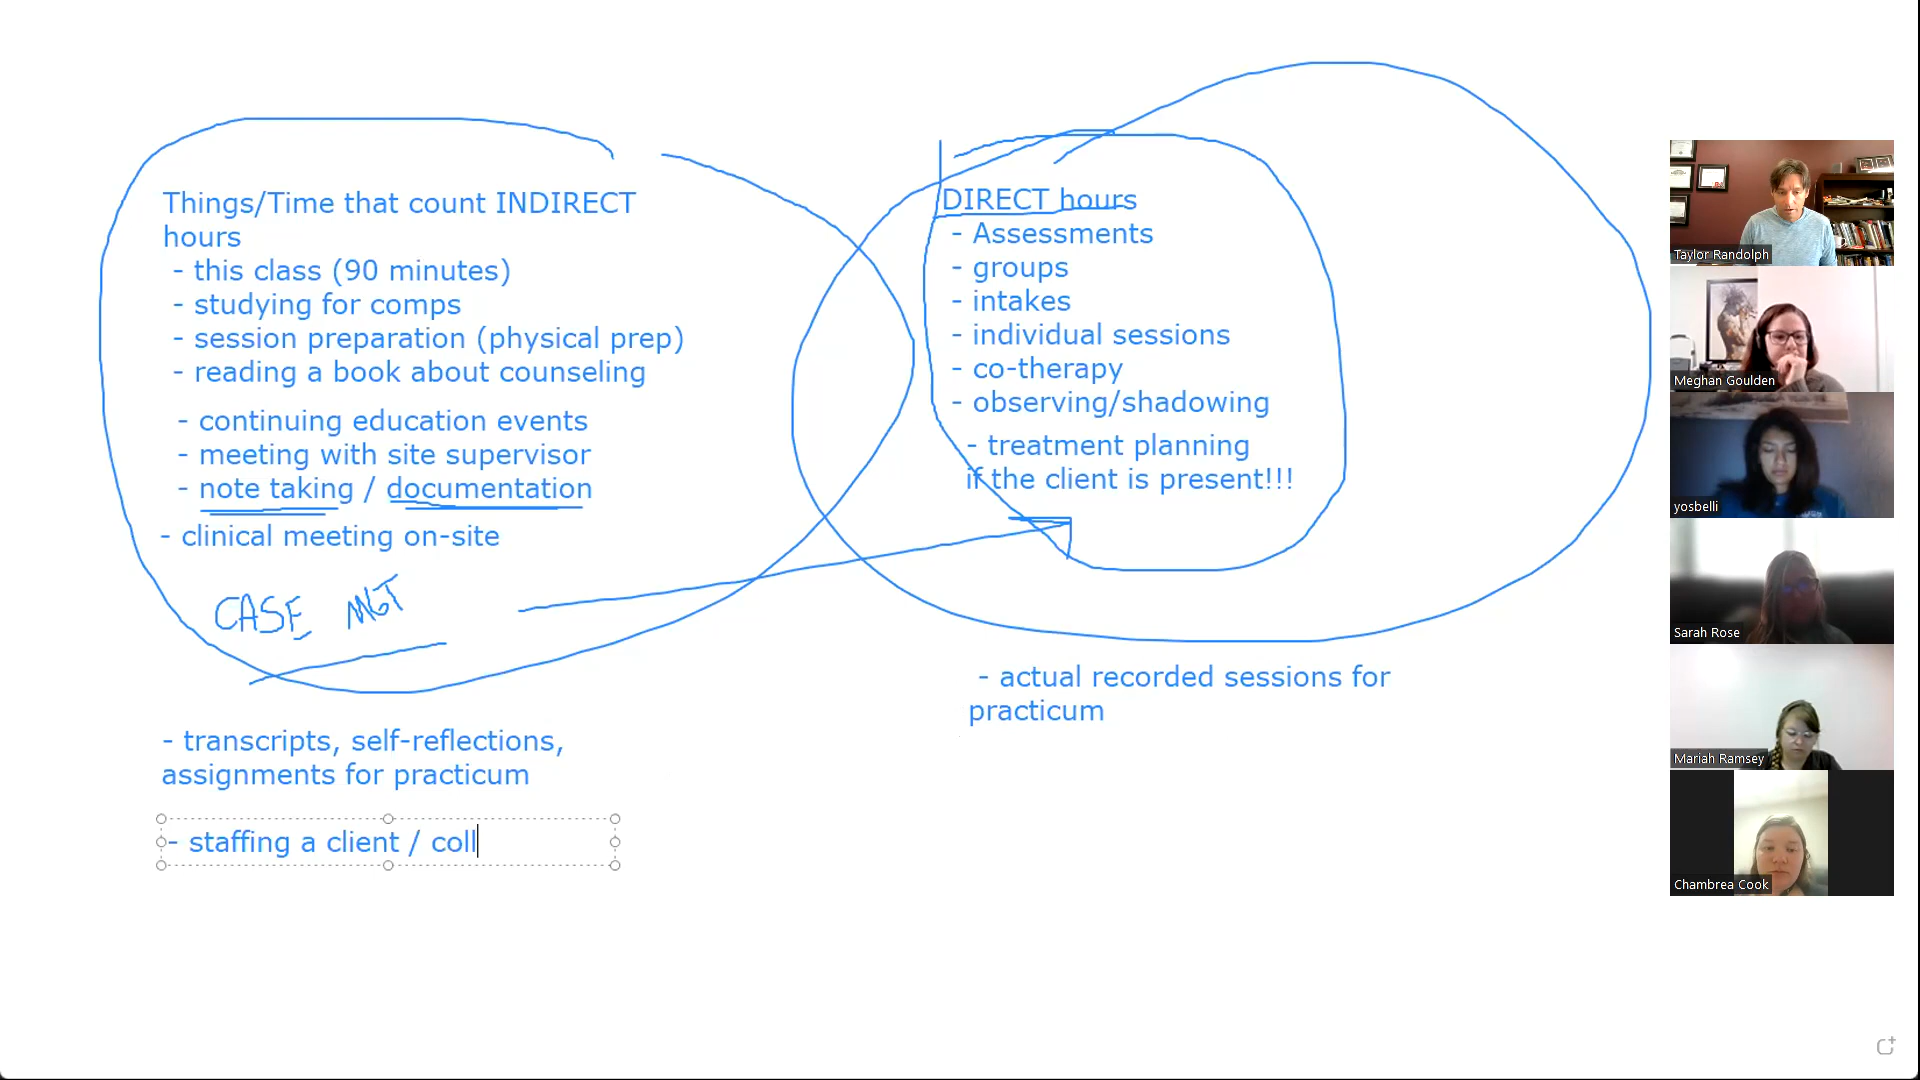 Things/Time that count INDIRECT
hours
- this class (90 minutes)
- studying for comps
- session preparation (physical prep)
- reading a book about counseling
- continuing education events
- meeting with site supervisor
- note taking / documentation
- clinical meeting on-site
CASE MGT
- transcripts, self-reflections,
assignments for practicum
- staffing a client / coll
DIRECT hours
- Assessments
- groups
- intakes
- individual sessions
- co-therapy
- observing/shadowing
- treatment planning
if the client is present!!!
- actual recorded sessions for
practicum
Taylor Randolph
Meghan Goulden
yosbelli
Sarah Rose
Mariah Ramsey
Chambrea Cook